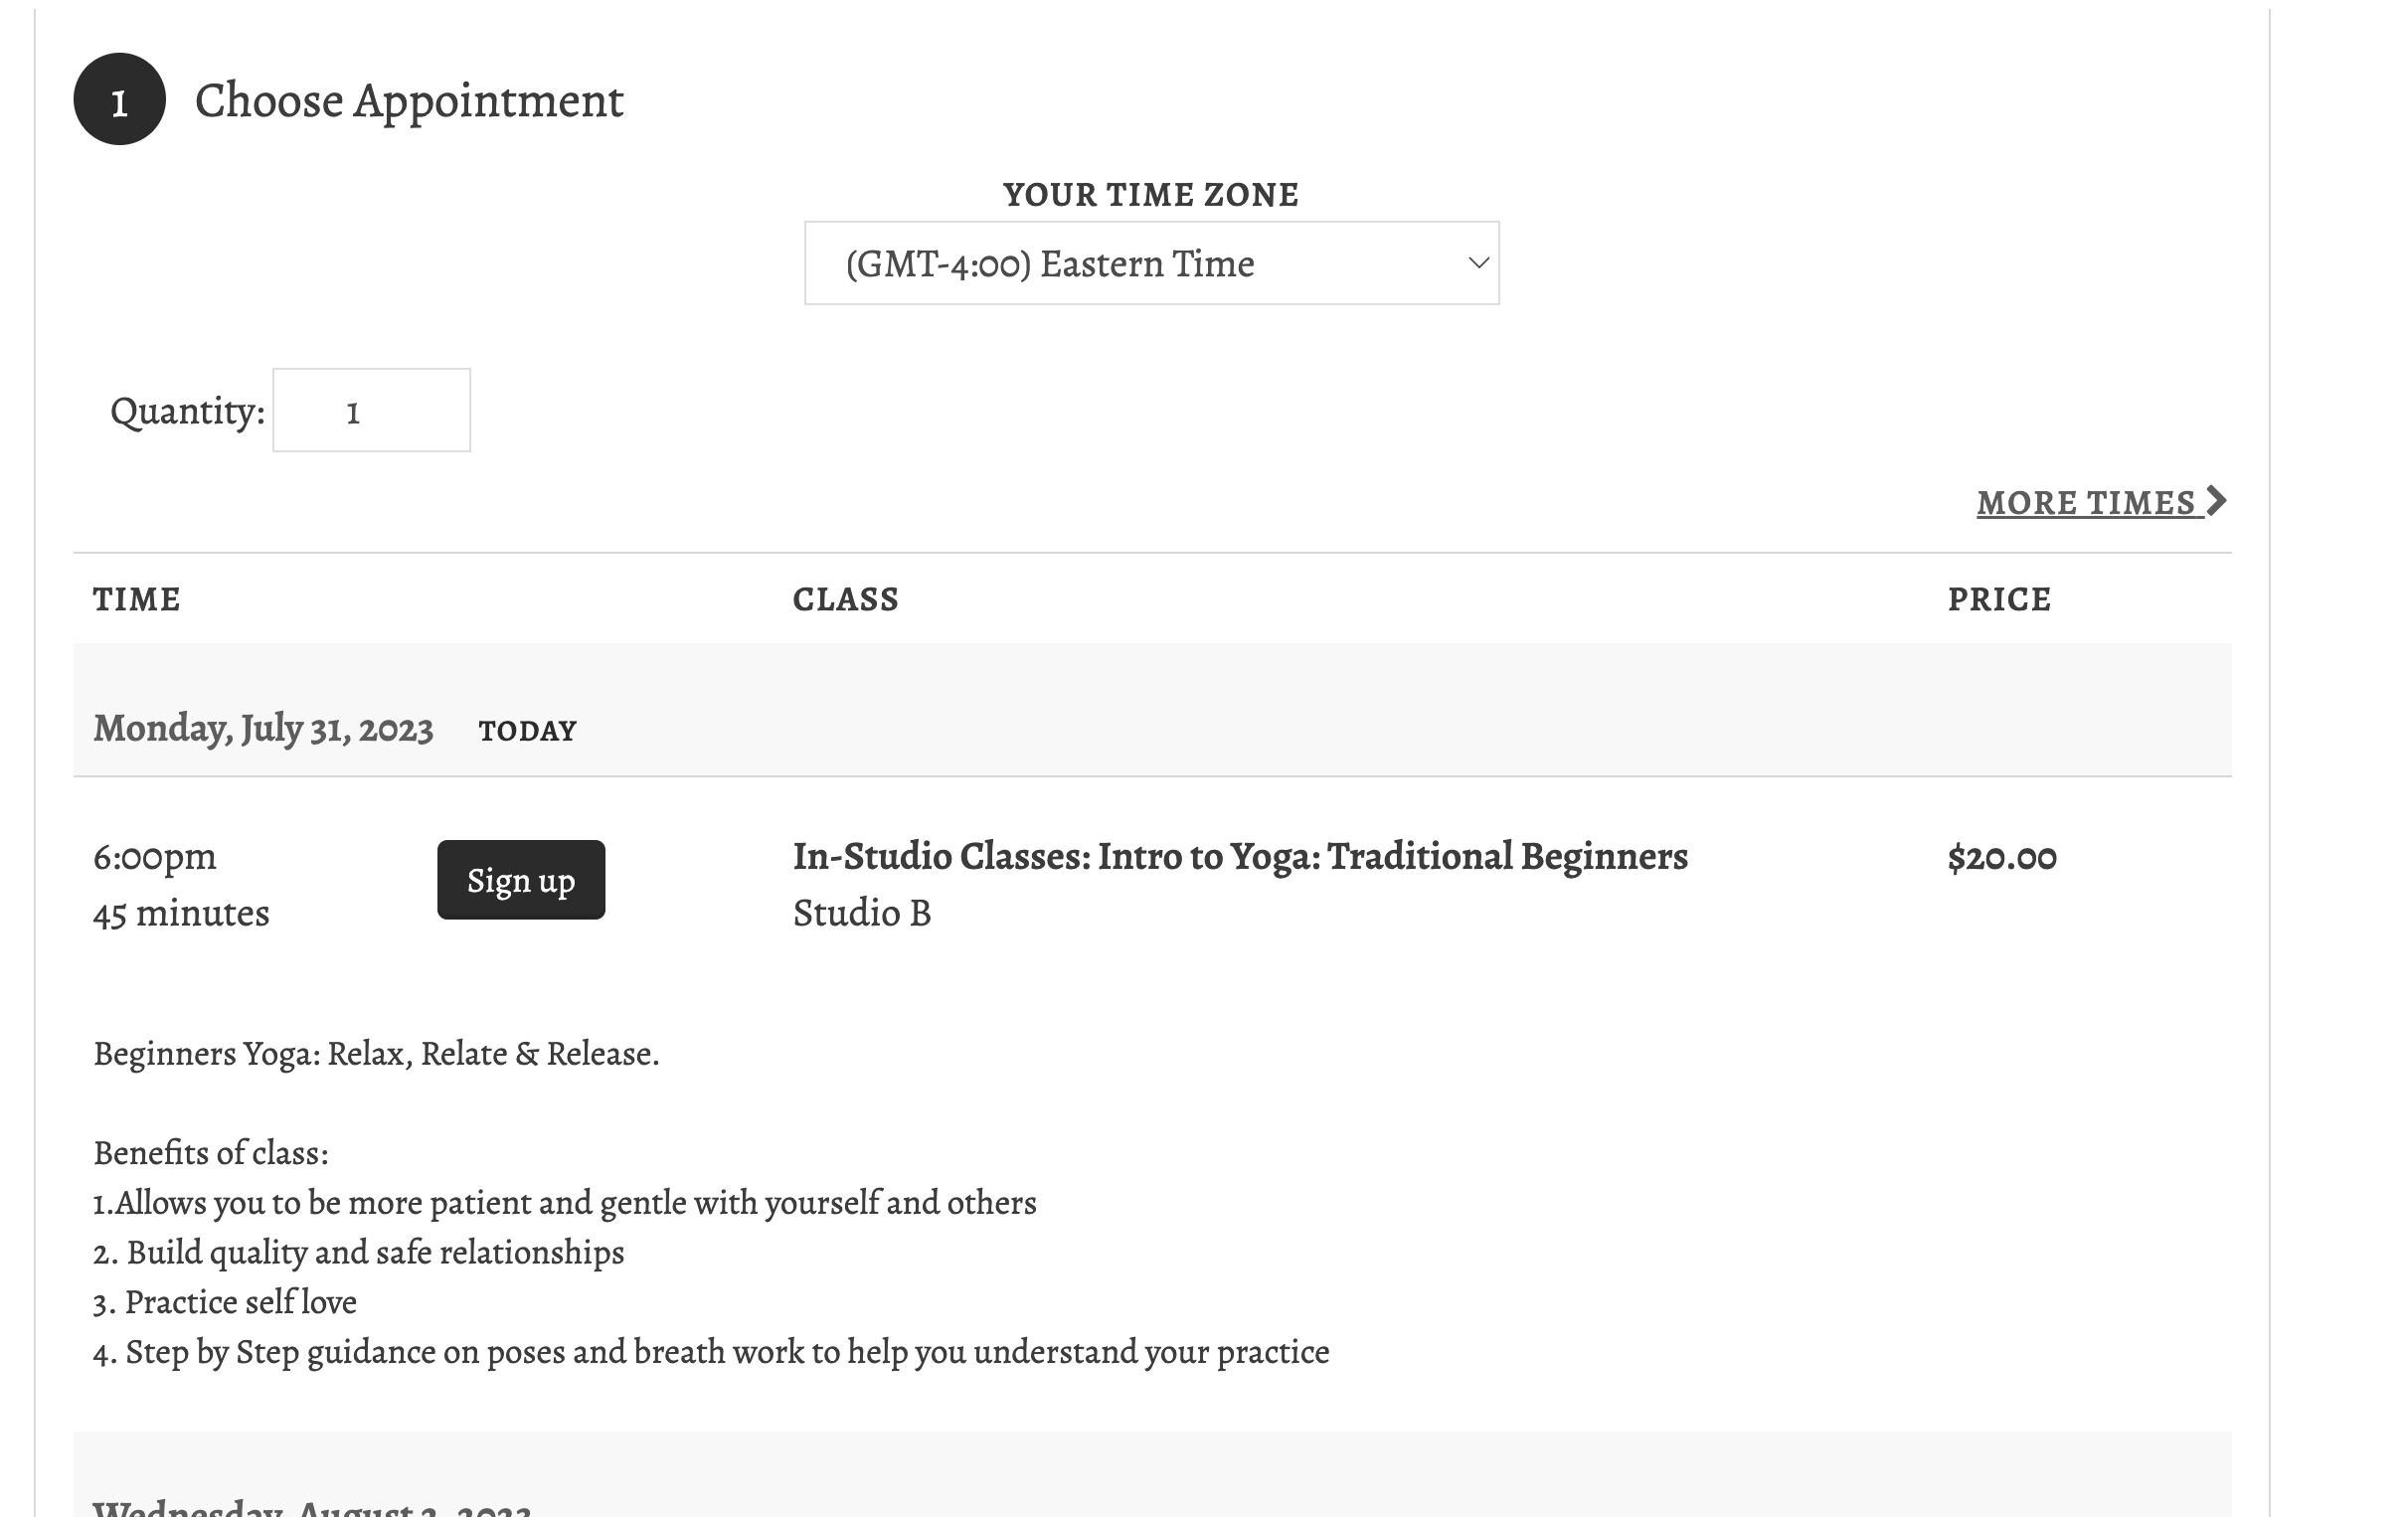 1 Choose Appointment
YOUR TIME ZONE
(GMT-4:00) Eastern Time
Quantity: 1
MORE TIMES
TIME CLASS PRICE
Monday, July 31, 2023 TODAY
6:00pm Sign up In-Studio Classes: Intro to Yoga: Traditional Beginners $20.00
45 minutes Studio B
Beginners Yoga: Relax, Relate & Release.
Benefits of class:
1.Allows you to be more patient and gentle with yourself and others
2. Build quality and safe relationships
3. Practice self love
4. Step by Step guidance on poses and breath work to help you understand your practice
Wednesday, August 2, 2023